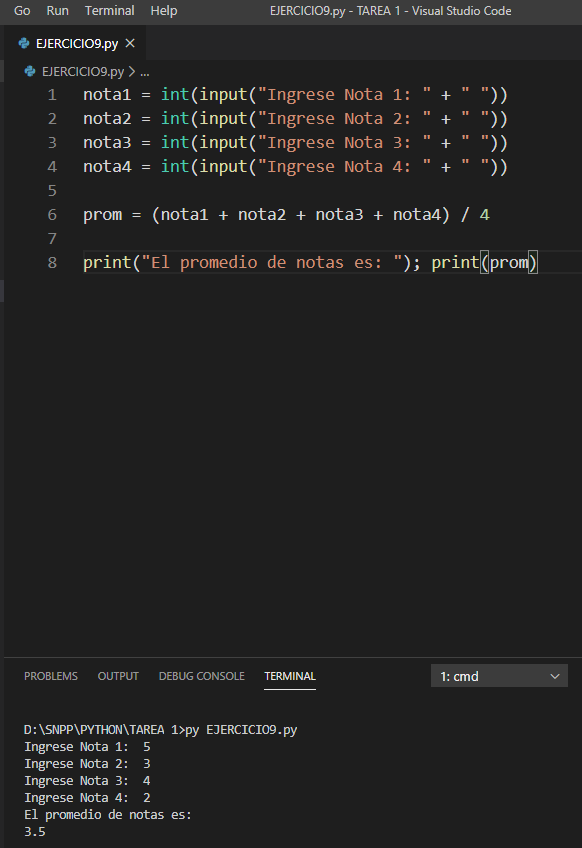 Go Run Terminal Help EJERCICIO9.py - TAREA 1 - Visual Studio Code
EJERCICIO9.py ×
EJERCICIO9.py > ...
1 nota1 = int(input("Ingrese Nota 1: " + " "))
2 nota2 = int(input("Ingrese Nota 2: " + " "))
3 nota3 = int(input("Ingrese Nota 3: " + " "))
4 nota4 = int(input("Ingrese Nota 4: " + " "))
5
6 prom = (nota1 + nota2 + nota3 + nota4) / 4
7
8 print("El promedio de notas es: "); print(prom)
PROBLEMS OUTPUT DEBUG CONSOLE TERMINAL 1: cmd
D:\SNPP\PYTHON\TAREA 1>py EJERCICIO9.py
Ingrese Nota 1:  5
Ingrese Nota 2:  3
Ingrese Nota 3:  4
Ingrese Nota 4:  2
El promedio de notas es:
3.5